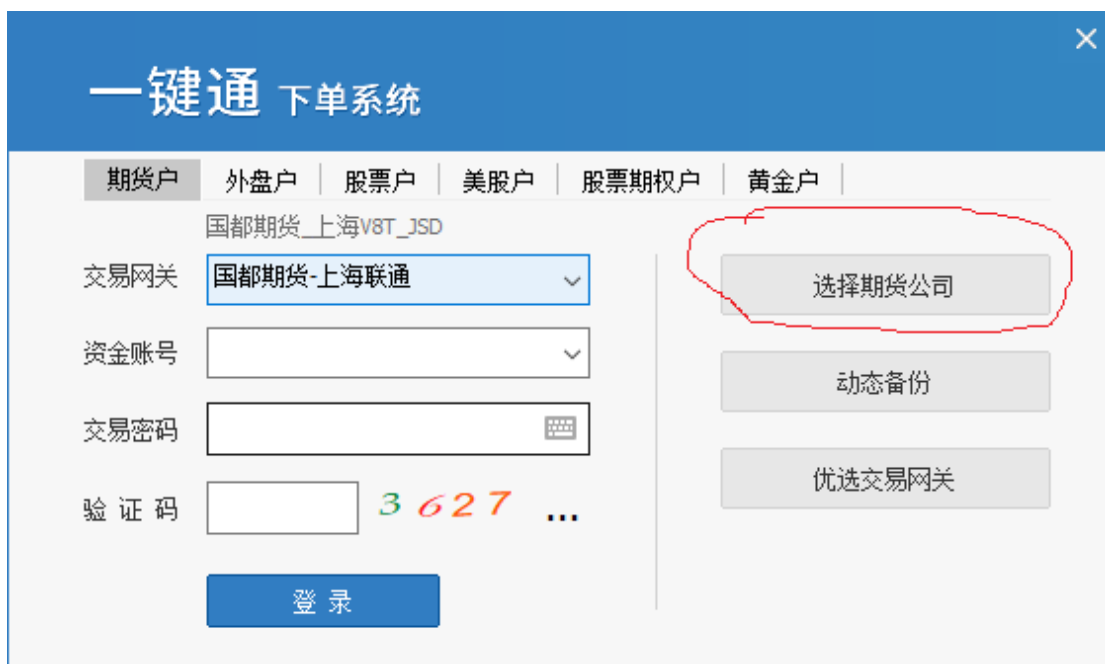 一键通 下单系统
期货户 外盘户 股票户 美股户 股票期权户 黄金户
国都期货_上海V8T_JSD
交易网关 国都期货-上海联通
选择期货公司
资金账号
动态备份
交易密码
优选交易网关
验证码 3627 ...
登录